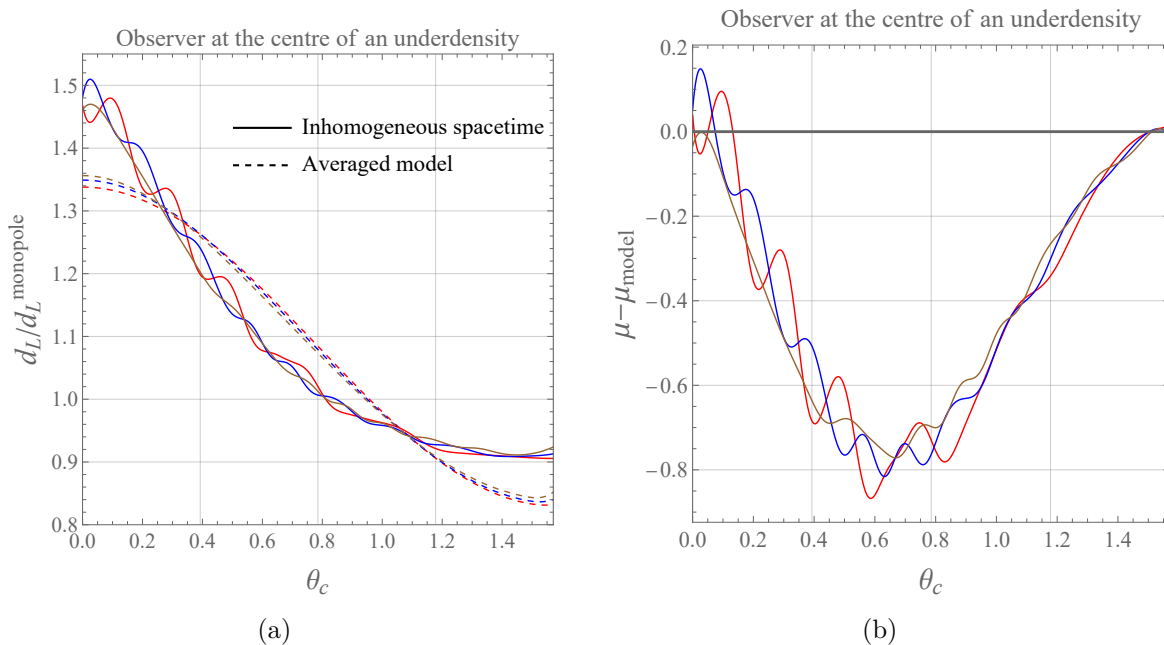 Observer at the centre of an underdensity
1.5
1.4
1.3
1.2
1.1
1.0
0.9
0.8
d_L/d_L^monopole
Inhomogeneous spacetime
Averaged model
0.0 0.2 0.4 0.6 0.8 1.0 1.2 1.4
θ_c
(a)
Observer at the centre of an underdensity
0.2
0.0
−0.2
−0.4
−0.6
−0.8
μ−μ_model
0.0 0.2 0.4 0.6 0.8 1.0 1.2 1.4
θ_c
(b)